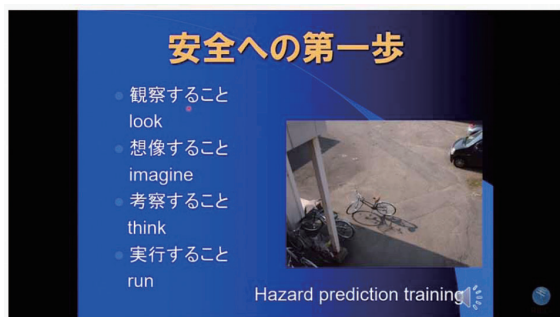 安全への第一歩
観察すること
look
想像すること
imagine
考察すること
think
実行すること
run
Hazard prediction training